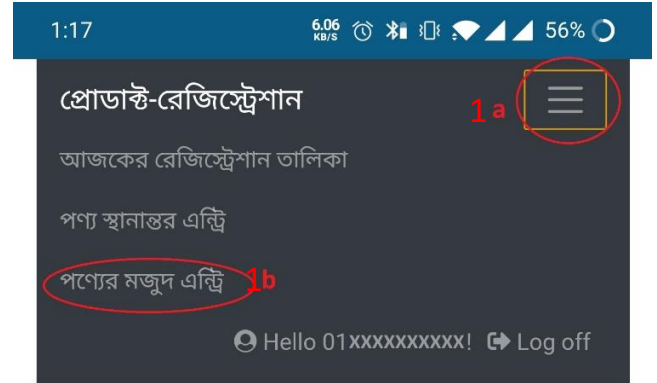 1:17 6.06 KB/S 56%
প্রোডাক্ট-রেজিস্ট্রেশান 1 a
আজকের রেজিস্ট্রেশান তালিকা
পণ্য স্থানান্তর এন্ট্রি
পণ্যের মজুদ এন্ট্রি 1b
Hello 01xxxxxxxxxx! Log off